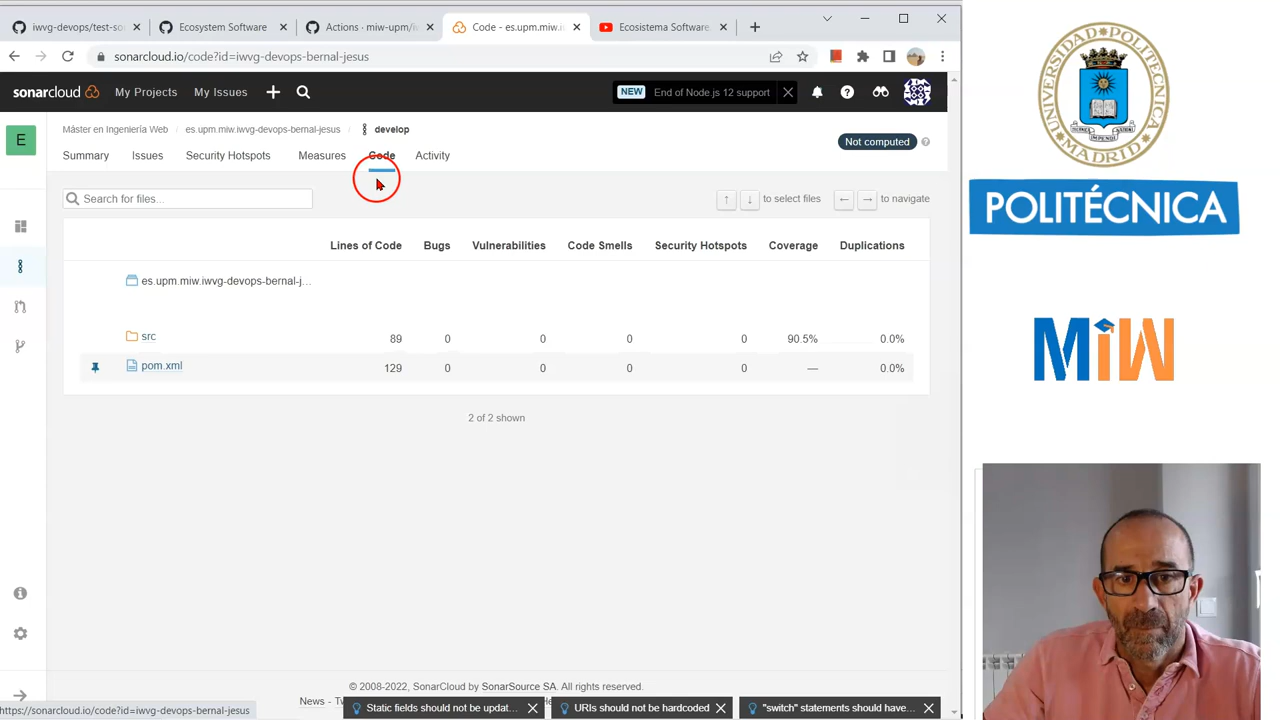 iwvg-devops/test-so
Ecosystem Software
Actions · miw-upm/iw
Code - es.upm.miw.i
Ecosistema Software.
sonarcloud.io/code?id=iwvg-devops-bernal-jesus
sonarcloud
My Projects
My Issues
NEW
End of Node.js 12 support
E
Máster en Ingeniería Web
es.upm.miw.iwvg-devops-bernal-jesus
develop
Not computed
Summary
Issues
Security Hotspots
Measures
Code
Activity
Search for files...
to select files
to navigate
Lines of Code
Bugs
Vulnerabilities
Code Smells
Security Hotspots
Coverage
Duplications
es.upm.miw.iwvg-devops-bernal-j...
src
89
0
0
0
0
90.5%
0.0%
pom.xml
129
0
0
0
0
—
0.0%
2 of 2 shown
© 2008-2022, SonarCloud by SonarSource SA. All rights reserved.
News - Tw
https://sonarcloud.io/code?id=iwvg-devops-bernal-jesus
Static fields should not be updat...
URIs should not be hardcoded
"switch" statements should have...
UNIVERSIDAD POLITÉCNICA
MADRID
POLITÉCNICA
MiW